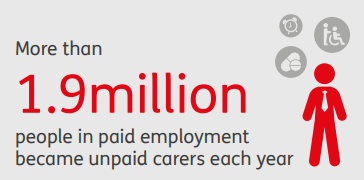 More than
1.9million
people in paid employment
became unpaid carers each year